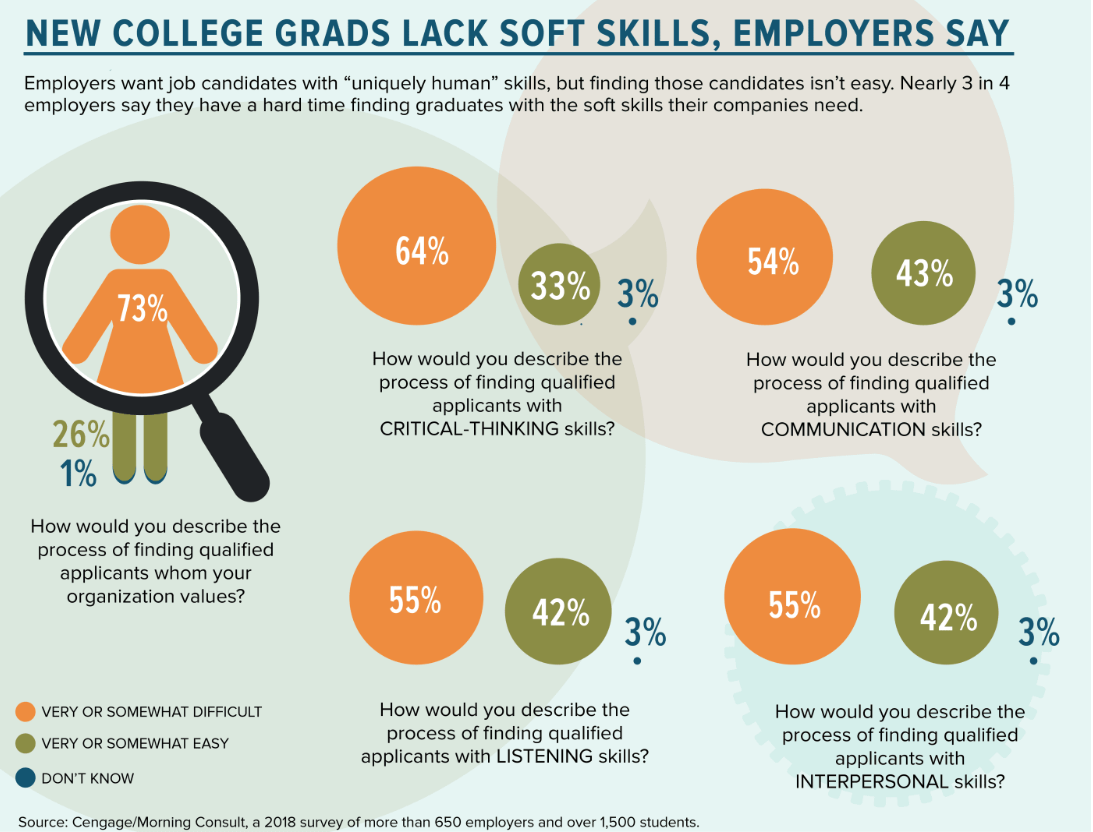 NEW COLLEGE GRADS LACK SOFT SKILLS, EMPLOYERS SAY
Employers want job candidates with “uniquely human” skills, but finding those candidates isn’t easy. Nearly 3 in 4
employers say they have a hard time finding graduates with the soft skills their companies need.
73%
26%
1%
How would you describe the
process of finding qualified
applicants whom your
organization values?
64%
33%
3%
How would you describe the
process of finding qualified
applicants with
CRITICAL-THINKING skills?
54%
43%
3%
How would you describe the
process of finding qualified
applicants with
COMMUNICATION skills?
55%
42%
3%
How would you describe the
process of finding qualified
applicants with LISTENING skills?
55%
42%
3%
How would you describe the
process of finding qualified
applicants with
INTERPERSONAL skills?
VERY OR SOMEWHAT DIFFICULT
VERY OR SOMEWHAT EASY
DON’T KNOW
Source: Cengage/Morning Consult, a 2018 survey of more than 650 employers and over 1,500 students.